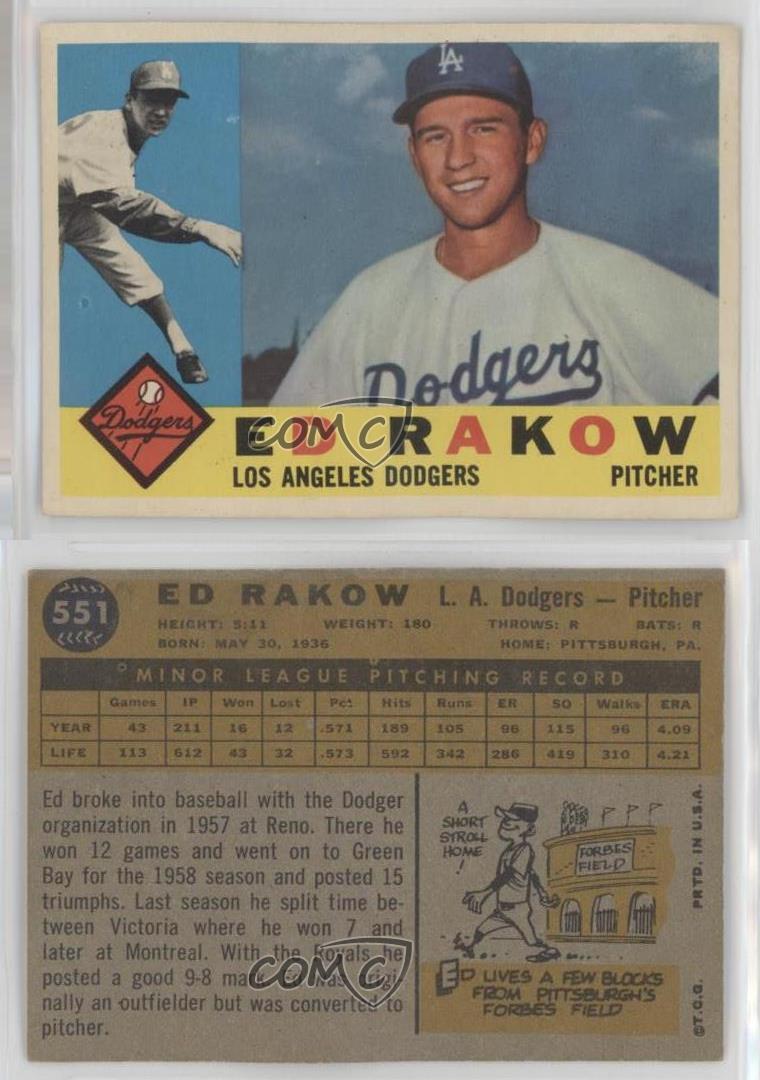 LA
Dodgers
Dodgers
ED RAKOW
LOS ANGELES DODGERS PITCHER
COMC
551
ED RAKOW L. A. Dodgers — Pitcher
HEIGHT: 5:11 WEIGHT: 180 THROWS: R BATS: R
BORN: MAY 30, 1936 HOME: PITTSBURGH, PA.
MINOR LEAGUE PITCHING RECORD
Games IP Won Lost Pct Hits Runs ER SO Walks ERA
YEAR 43 211 16 12 .571 189 105 96 115 96 4.09
LIFE 113 612 43 32 .573 592 342 286 419 310 4.21
Ed broke into baseball with the Dodger
organization in 1957 at Reno. There he
won 12 games and went on to Green
Bay for the 1958 season and posted 15
triumphs. Last season he split time be-
tween Victoria where he won 7 and
later at Montreal. With the Royals he
posted a good 9-8 mark. Ed was origi-
nally an outfielder but was converted to
pitcher.
COMC
A
SHORT
STROLL
HOME
!
FORBES
FIELD
ED LIVES A FEW BLOCKS
FROM PITTSBURGH'S
FORBES FIELD
©T.C.G. PRTD. IN U.S.A.